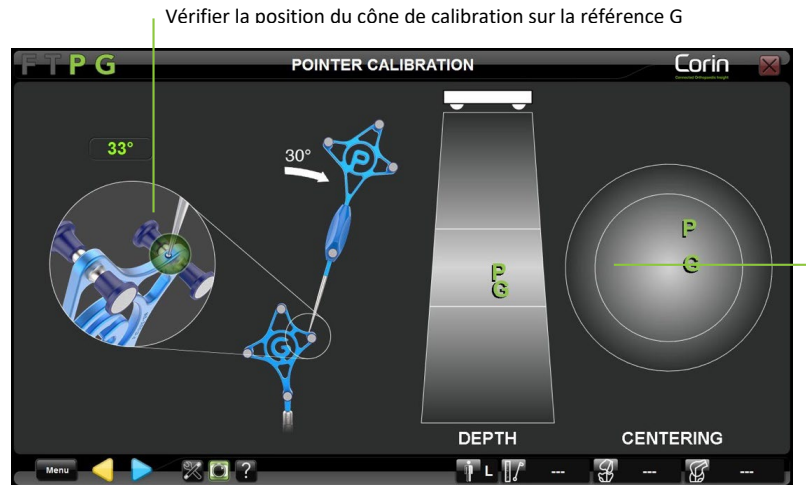 Vérifier la position du cône de calibration sur la référence G
F T P G
POINTER CALIBRATION
Corin
33°
30°
P
G
P
G
P
G
DEPTH
CENTERING
Menu
?
L
---
---
---